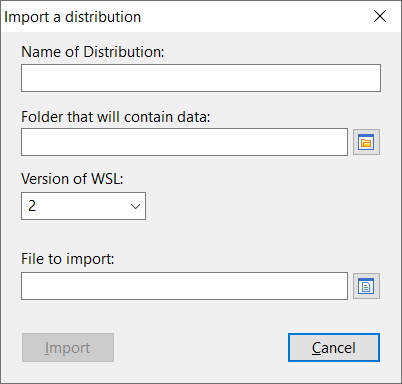 Import a distribution
Name of Distribution:
Folder that will contain data:
Version of WSL:
2
File to import:
Import
Cancel